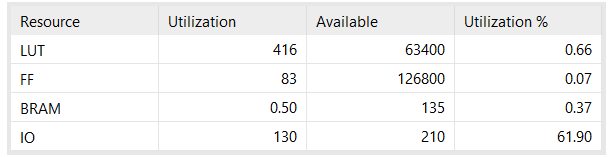 Resource Utilization Available Utilization %
LUT 416 63400 0.66
FF 83 126800 0.07
BRAM 0.50 135 0.37
IO 130 210 61.90